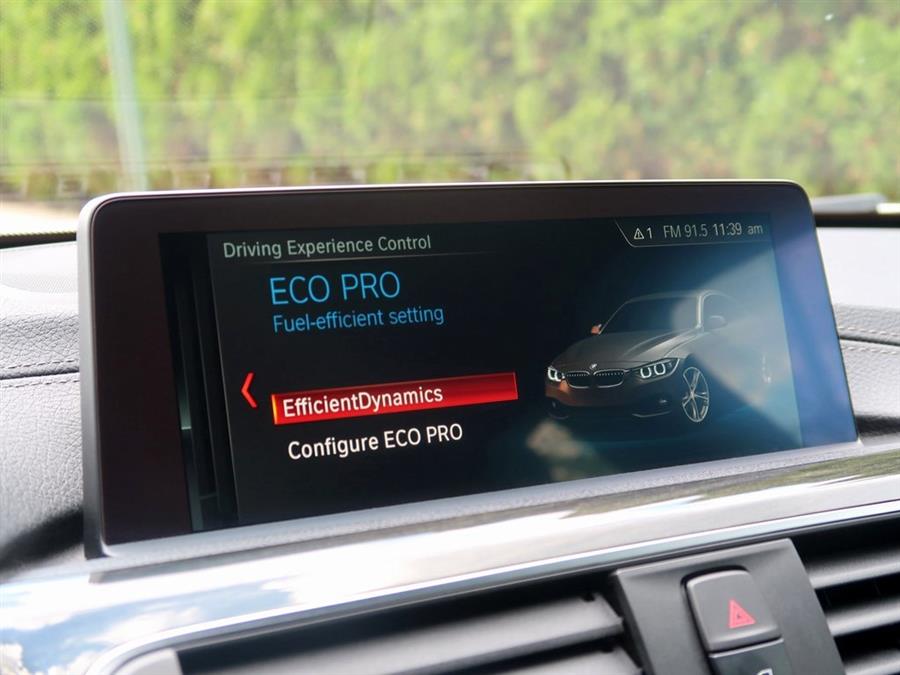 Driving Experience Control
⚠1 FM 91.5 11:39 am
ECO PRO
Fuel-efficient setting
EfficientDynamics
Configure ECO PRO